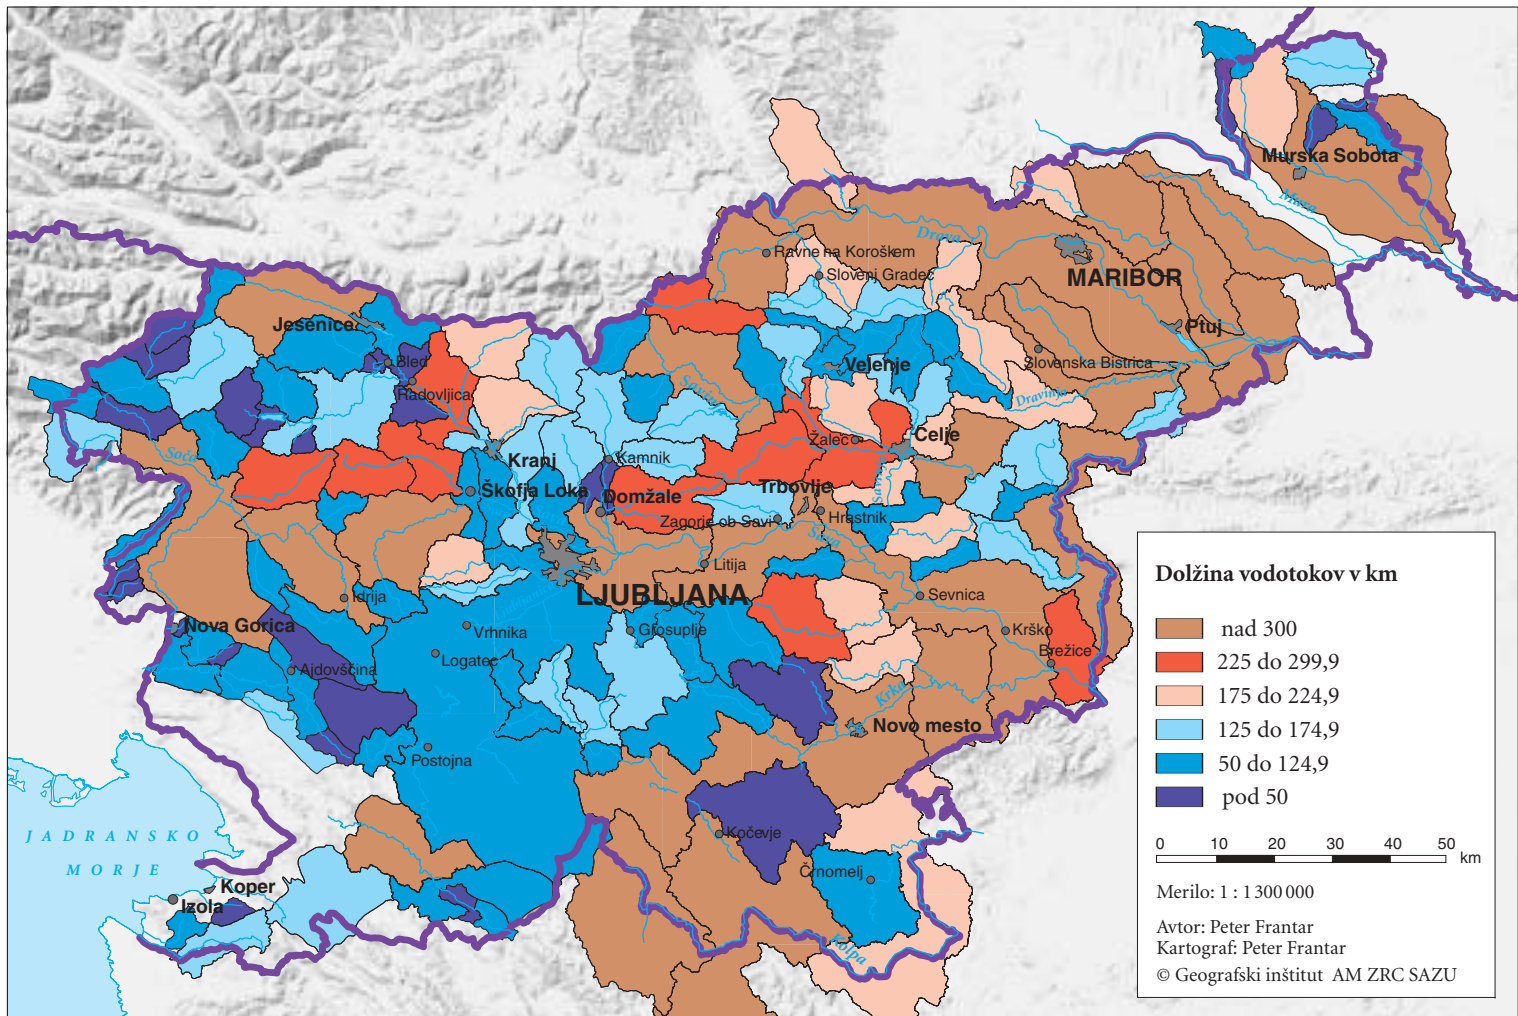 Murska Sobota
Mura
Drava
Ravne na Koroškem
Slovenj Gradec
MARIBOR
Jesenice
Ptuj
Bled
Velenje
Slovenska Bistrica
Radovljica
Savinja
Dravinja
Žalec
Celje
Soča
Kranj
Kamnik
Škofja Loka
Domžale
Trbovlje
Savinja
Zagorje ob Savi
Hrastnik
Sava
Litija
Idrija
Ljubljanica
LJUBLJANA
Sevnica
Nova Gorica
Vrhnika
Grosuplje
Krško
Brežice
Logatec
Ajdovščina
Krka
Novo mesto
Postojna
JADRANSKO
MORJE
Kočevje
Črnomelj
Koper
Izola
Kolpa
Dolžina vodotokov v km
nad 300
225 do 299,9
175 do 224,9
125 do 174,9
50 do 124,9
pod 50
0 10 20 30 40 50 km
Merilo: 1 : 1 300 000
Avtor: Peter Frantar
Kartograf: Peter Frantar
© Geografski inštitut AM ZRC SAZU